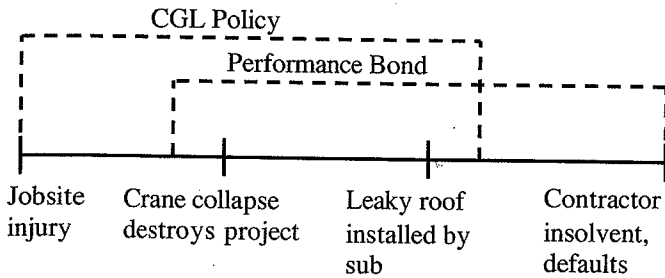 CGL Policy
Performance Bond
Jobsite
injury
Crane collapse
destroys project
Leaky roof
installed by
sub
Contractor
insolvent,
defaults